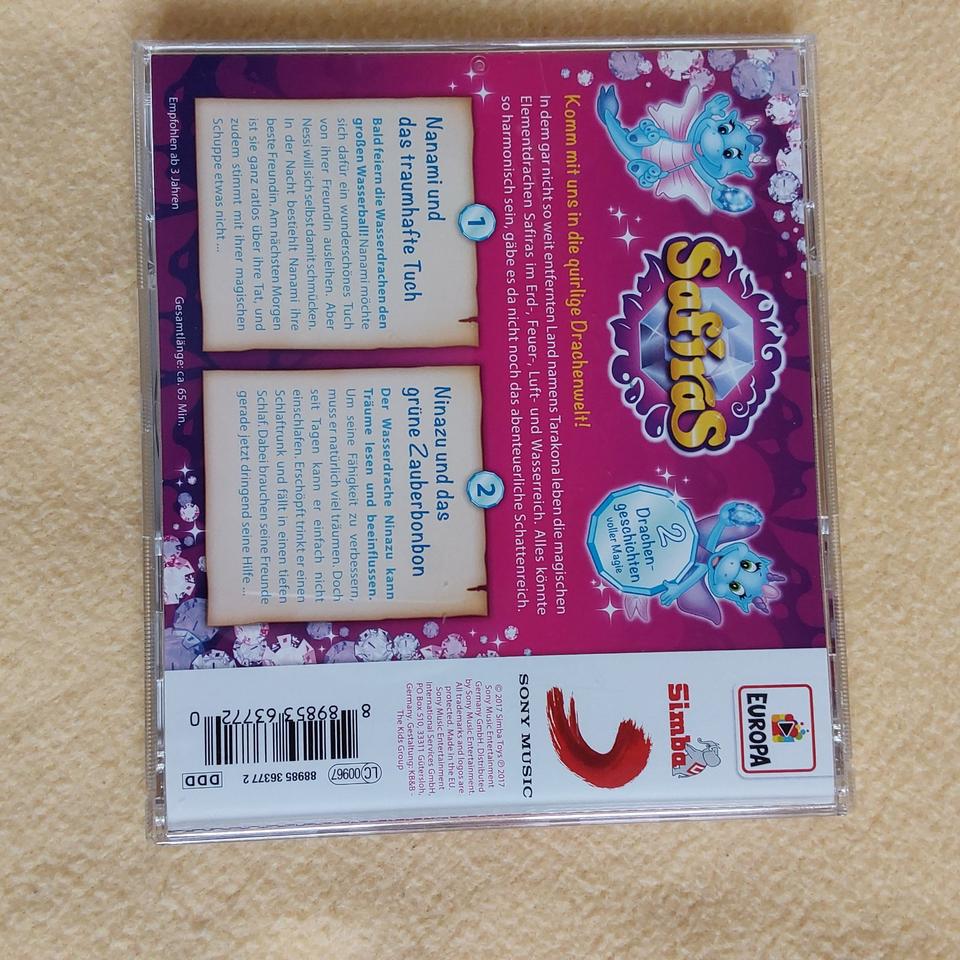 Safiras
2
Drachen-
geschichten
voller Magie
Komm mit uns in die quirlige Drachenwelt!
In dem gar nicht so weit entfernten Land namens Tarakona leben die magischen
Elementdrachen Safiras im Erd-, Feuer-, Luft- und Wasserreich. Alles könnte
so harmonisch sein, gäbe es da nicht noch das abenteuerliche Schattenreich.
1
Nanami und
das traumhafte Tuch
Bald feiern die Wasserdrachen den
großen Wasserball! Nanami möchte
sich dafür ein wunderschönes Tuch
von ihrer Freundin ausleihen. Aber
Nesi will sich selbst damit schmücken.
In der Nacht bestiehlt Nanami ihre
beste Freundin. Am nächsten Morgen
ist sie ganz ratlos über ihre Tat, und
zudem stimmt mit ihrer magischen
Schuppe etwas nicht ...
2
Ninazu und das
grüne Zauberbonbon
Der Wasserdrache Ninazu kann
Träume lesen und beeinflussen.
Um seine Fähigkeit zu verbessern,
muss er natürlich viel träumen. Doch
seit Tagen kann er einfach nicht
einschlafen. Erschöpft trinkt er einen
Schlaftrunk und fällt in einen tiefen
Schlaf. Dabei brauchen seine Freunde
gerade jetzt dringend seine Hilfe ...
Empfohlen ab 3 Jahren
Gesamtlänge: ca. 65 Min.
EUROPA
Simba
SONY MUSIC
© 2017 Simba Toys ℗ 2017
Sony Music Entertainment
Germany GmbH. Distributed
by Sony Music Entertainment.
All trademarks and logos are
protected. Made in the EU.
Sony Music Entertainment
International Services GmbH,
PO Box 510, 33311 Gütersloh,
Germany. Gestaltung: KB&B -
The Kids Group
8 89853 63772 0
LC 00967
88985 36377 2
DDD